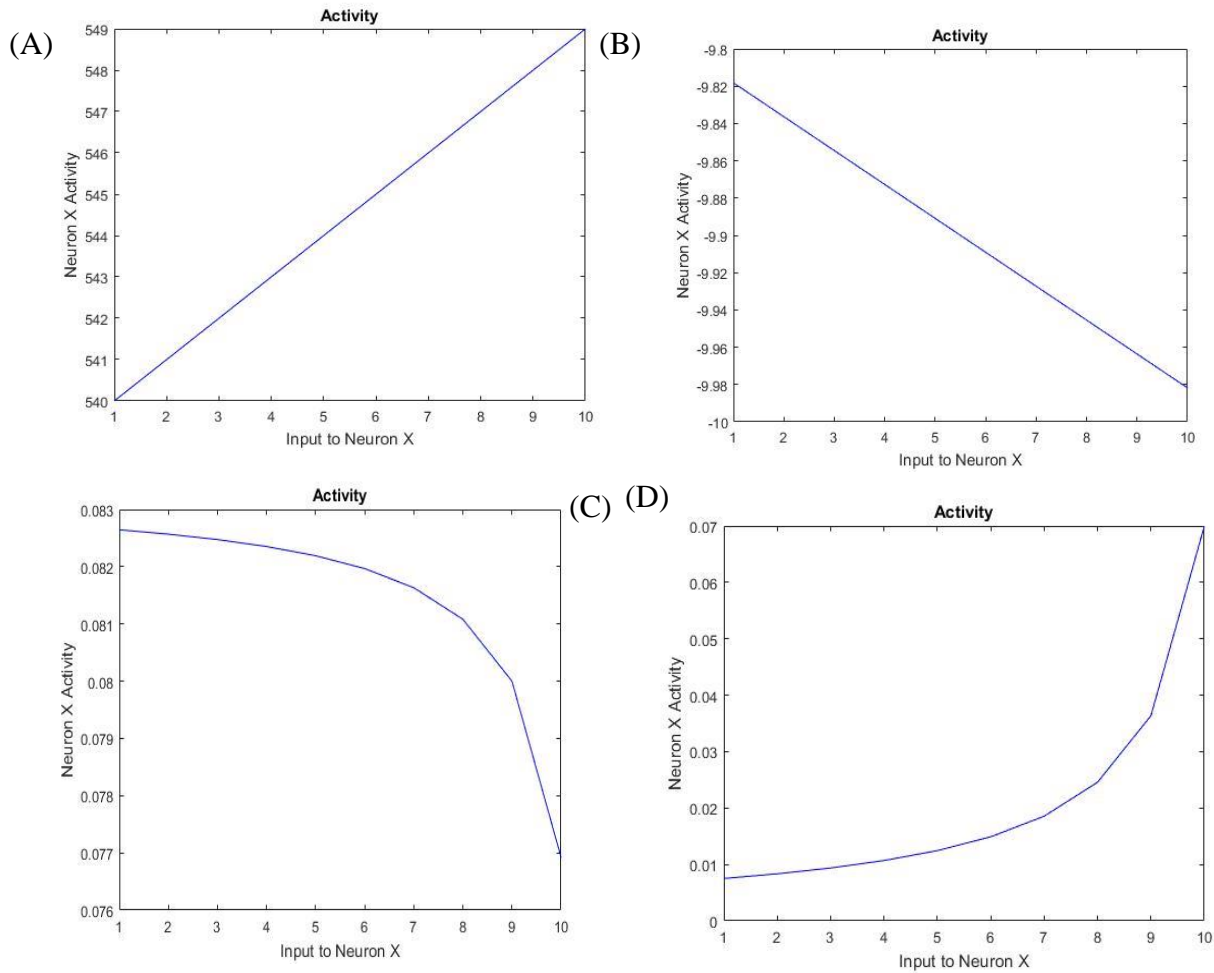 (A)
Activity
549
548
547
546
545
544
543
542
541
540
Neuron X Activity
1 2 3 4 5 6 7 8 9 10
Input to Neuron X
(B)
Activity
-9.8
-9.82
-9.84
-9.86
-9.88
-9.9
-9.92
-9.94
-9.96
-9.98
-10
Neuron X Activity
1 2 3 4 5 6 7 8 9 10
Input to Neuron X
(C)
Activity
0.083
0.082
0.081
0.08
0.079
0.078
0.077
0.076
Neuron X Activity
1 2 3 4 5 6 7 8 9 10
Input to Neuron X
(D)
Activity
0.07
0.06
0.05
0.04
0.03
0.02
0.01
0
Neuron X Activity
1 2 3 4 5 6 7 8 9 10
Input to Neuron X